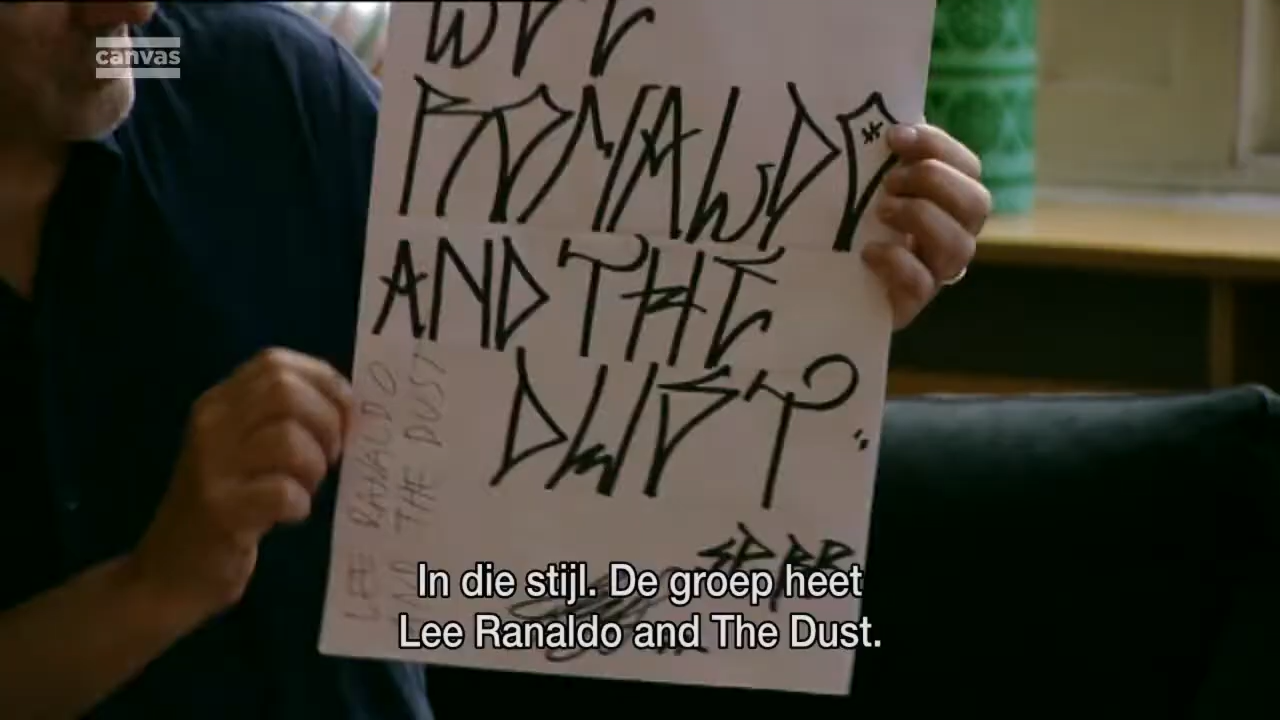 canvas
RONALDO
AND THE
DUST
LEE RANALDO
AND THE DUST
In die stijl. De groep heet
Lee Ranaldo and The Dust.